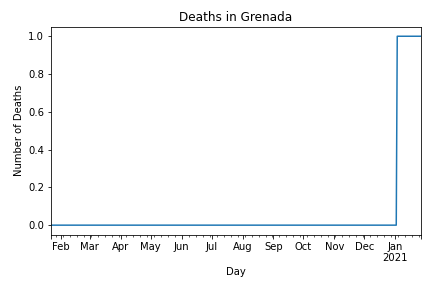 Deaths in Grenada
1.0
0.8
0.6
0.4
0.2
0.0
Number of Deaths
Feb Mar Apr May Jun Jul Aug Sep Oct Nov Dec Jan
2021
Day